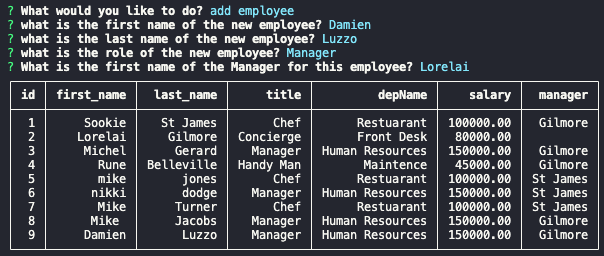 ? What would you like to do? add employee
? what is the first name of the new employee? Damien
? what is the last name of the new employee? Luzzo
? what is the role of the new employee? Manager
? What is the first name of the Manager for this employee? Lorelai
id first_name last_name title depName salary manager
1 Sookie St James Chef Restuarant 100000.00 Gilmore
2 Lorelai Gilmore Concierge Front Desk 80000.00
3 Michel Gerard Manager Human Resources 150000.00 Gilmore
4 Rune Belleville Handy Man Maintence 45000.00 Gilmore
5 mike jones Chef Restuarant 100000.00 St James
6 nikki dodge Manager Human Resources 150000.00 St James
7 Mike Turner Chef Restuarant 100000.00 St James
8 Mike Jacobs Manager Human Resources 150000.00 Gilmore
9 Damien Luzzo Manager Human Resources 150000.00 Gilmore